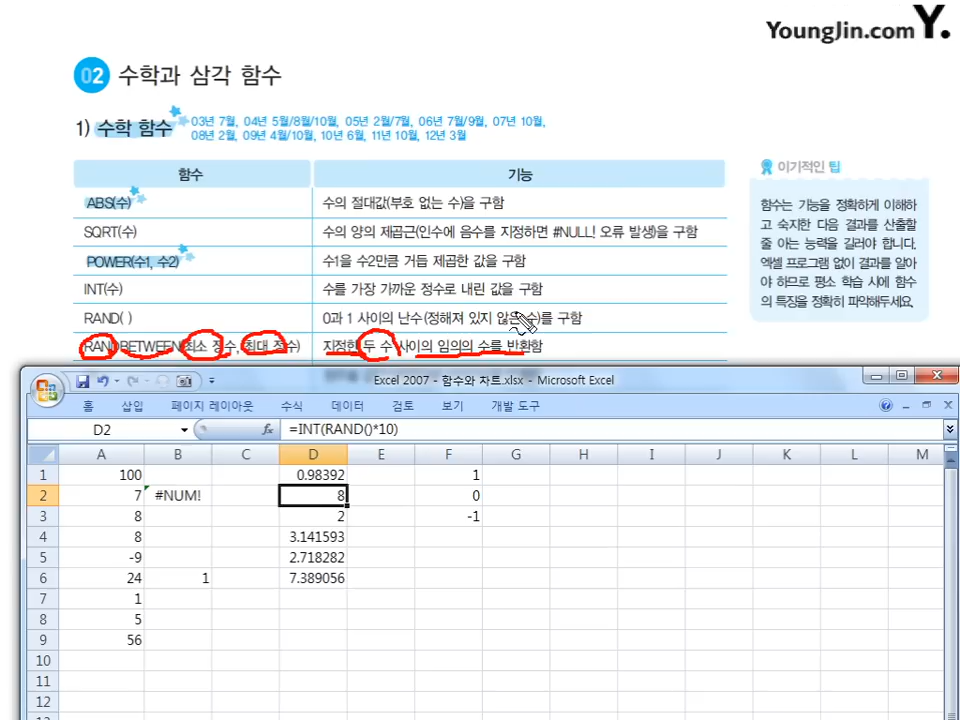 YoungJin.com Y.
02 수학과 삼각 함수
1) 수학 함수 03년 7월, 04년 5월/8월/10월, 05년 2월/7월, 06년 7월/9월, 07년 10월,
08년 2월, 09년 4월/10월, 10년 6월, 11년 10월, 12년 3월
함수 기능
ABS(수) 수의 절대값(부호 없는 수)을 구함
SQRT(수) 수의 양의 제곱근(인수에 음수를 지정하면 #NULL! 오류 발생)을 구함
POWER(수1, 수2) 수1을 수2만큼 거듭 제곱한 값을 구함
INT(수) 수를 가장 가까운 정수로 내린 값을 구함
RAND( ) 0과 1 사이의 난수(정해져 있지 않은 수)를 구함
RANDBETWEEN(최소 정수, 최대 정수) 지정한 두 수 사이의 임의의 수를 반환함
이기적인 팁
함수는 기능을 정확하게 이해하
고 숙지한 다음 결과를 산출할
줄 아는 능력을 길러야 합니다.
엑셀 프로그램 없이 결과를 알아
야 하므로 평소 학습 시에 함수
의 특징을 정확히 파악해두세요.
Excel 2007 - 함수와 차트.xlsx - Microsoft Excel
홈 삽입 페이지 레이아웃 수식 데이터 검토 보기 개발 도구
D2 fx =INT(RAND()*10)
A B C D E F G H I J K L M
1 100 0.98392 1
2 7 #NUM! 8 0
3 8 2 -1
4 8 3.141593
5 -9 2.718282
6 24 1 7.389056
7 1
8 5
9 56
10
11
12